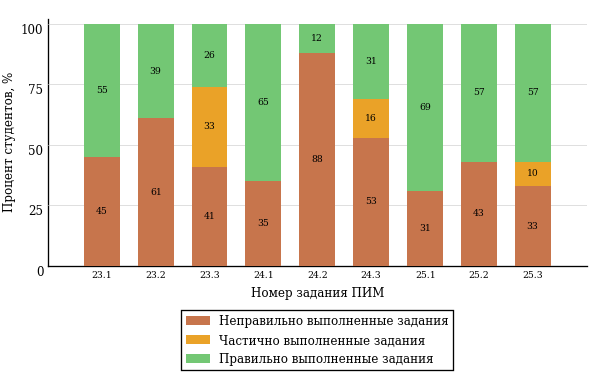 100
75
50
25
0
Процент студентов, %
55 39 26 65 12 31 69 57 57
33 16 10
45 61 41 35 88 53 31 43 33
23.1 23.2 23.3 24.1 24.2 24.3 25.1 25.2 25.3
Номер задания ПИМ
Неправильно выполненные задания
Частично выполненные задания
Правильно выполненные задания